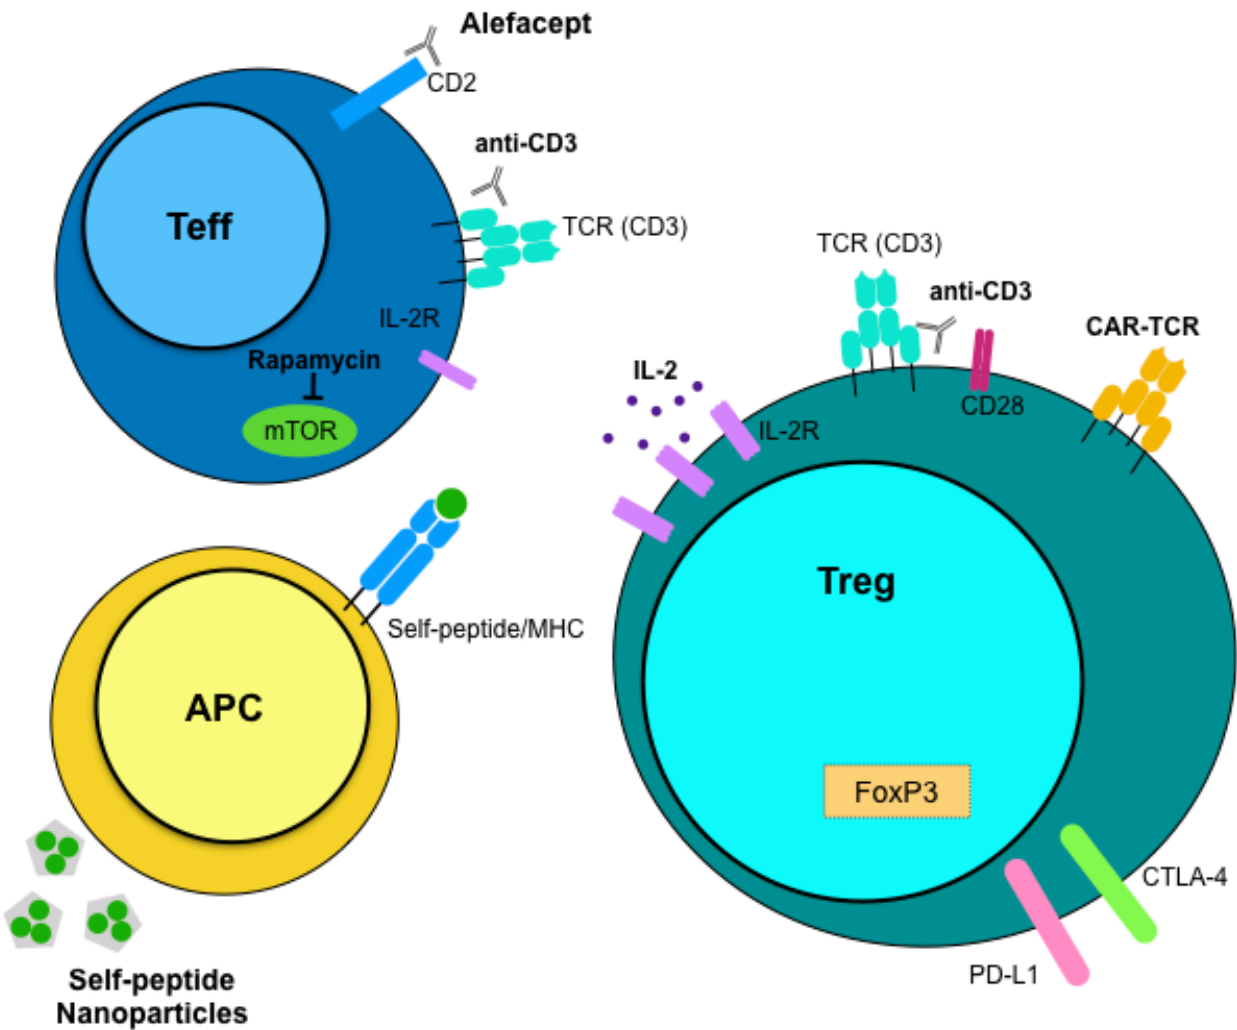 Alefacept
CD2
anti-CD3
Teff
TCR (CD3)
IL-2R
Rapamycin
mTOR
TCR (CD3)
anti-CD3
CAR-TCR
IL-2
CD28
IL-2R
Treg
Self-peptide/MHC
APC
FoxP3
CTLA-4
PD-L1
Self-peptide
Nanoparticles